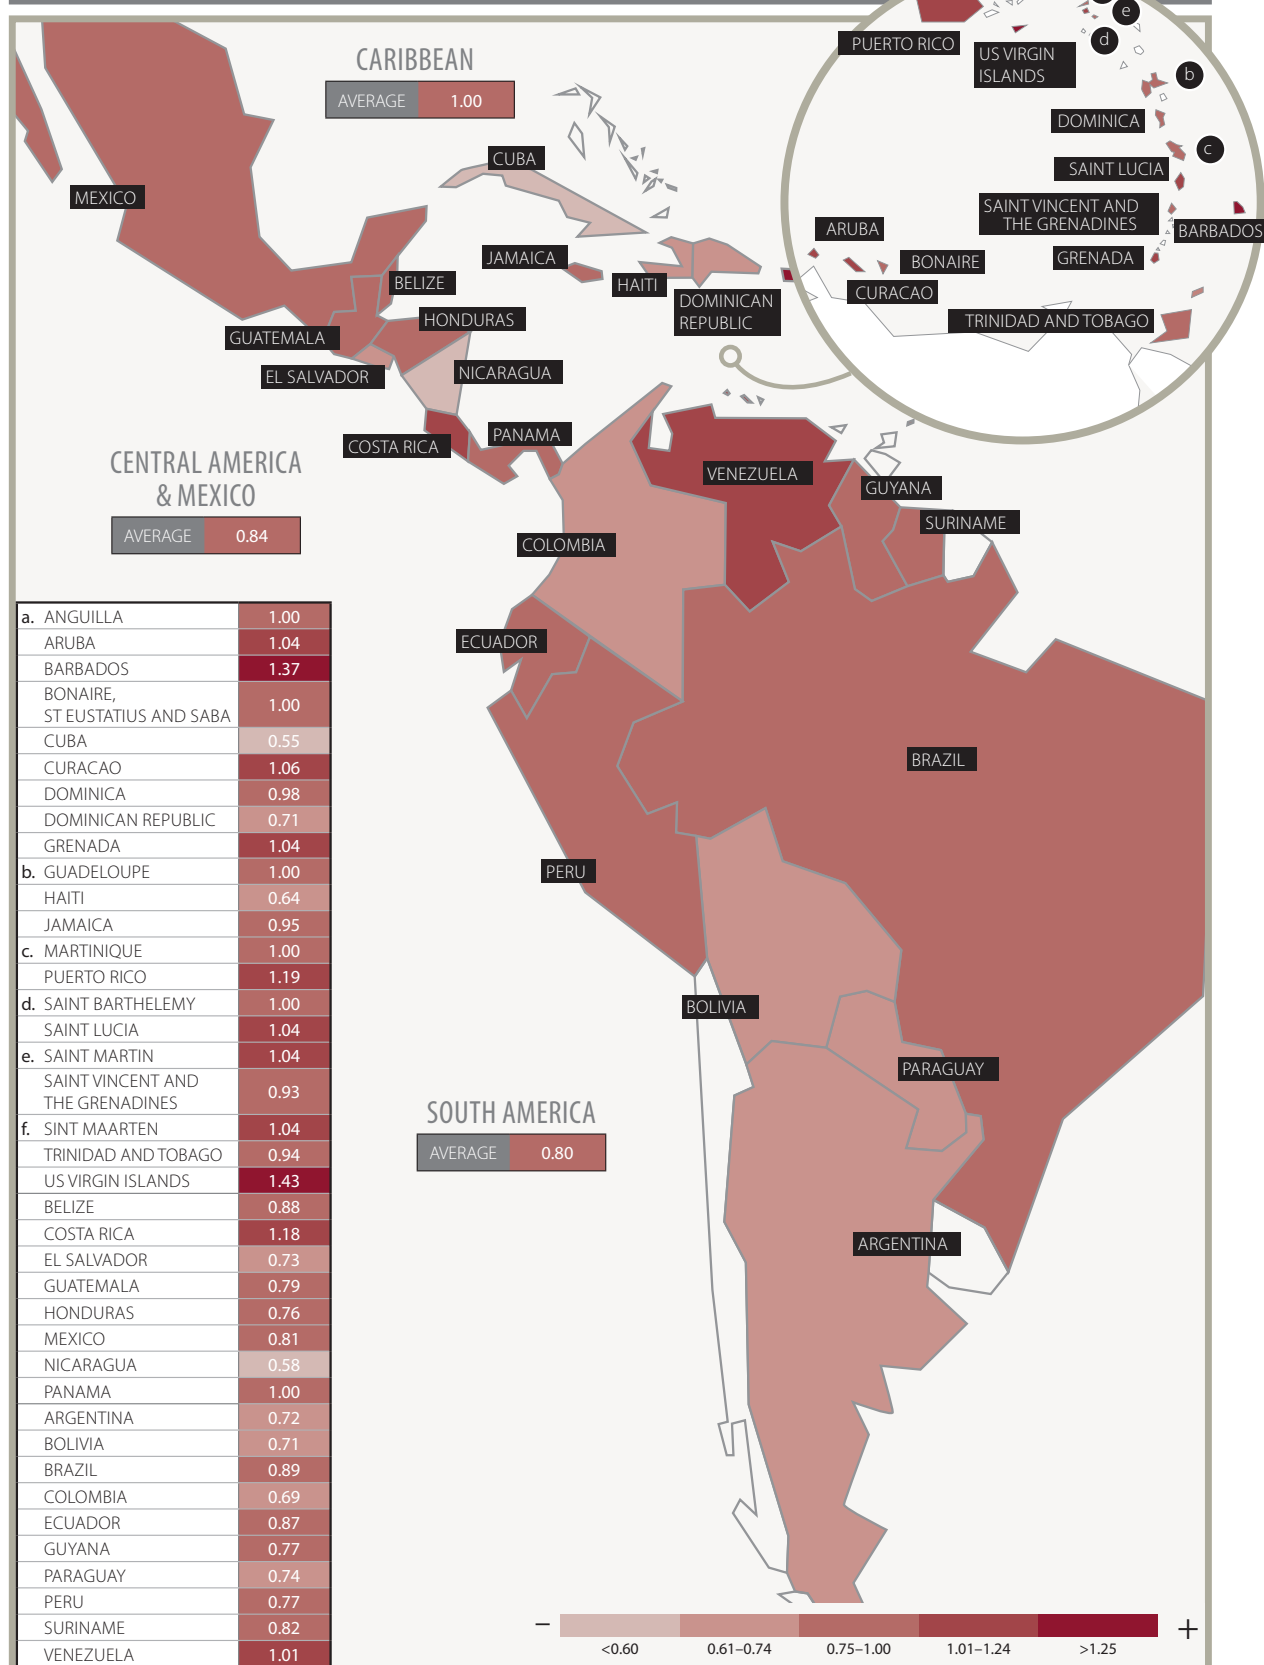 CARIBBEAN
AVERAGE 1.00
PUERTO RICO
US VIRGIN
ISLANDS
e
d
b
DOMINICA
c
SAINT LUCIA
SAINT VINCENT AND
THE GRENADINES
BARBADOS
GRENADA
ARUBA
BONAIRE
CURACAO
TRINIDAD AND TOBAGO
CUBA
MEXICO
JAMAICA
HAITI
DOMINICAN
REPUBLIC
BELIZE
HONDURAS
GUATEMALA
EL SALVADOR
NICARAGUA
COSTA RICA
PANAMA
CENTRAL AMERICA
& MEXICO
AVERAGE 0.84
VENEZUELA
GUYANA
SURINAME
COLOMBIA
ECUADOR
BRAZIL
PERU
BOLIVIA
PARAGUAY
ARGENTINA
SOUTH AMERICA
AVERAGE 0.80
a. ANGUILLA 1.00
ARUBA 1.04
BARBADOS 1.37
BONAIRE,
ST EUSTATIUS AND SABA 1.00
CUBA 0.55
CURACAO 1.06
DOMINICA 0.98
DOMINICAN REPUBLIC 0.71
GRENADA 1.04
b. GUADELOUPE 1.00
HAITI 0.64
JAMAICA 0.95
c. MARTINIQUE 1.00
PUERTO RICO 1.19
d. SAINT BARTHELEMY 1.00
SAINT LUCIA 1.04
e. SAINT MARTIN 1.04
SAINT VINCENT AND
THE GRENADINES 0.93
f. SINT MAARTEN 1.04
TRINIDAD AND TOBAGO 0.94
US VIRGIN ISLANDS 1.43
BELIZE 0.88
COSTA RICA 1.18
EL SALVADOR 0.73
GUATEMALA 0.79
HONDURAS 0.76
MEXICO 0.81
NICARAGUA 0.58
PANAMA 1.00
ARGENTINA 0.72
BOLIVIA 0.71
BRAZIL 0.89
COLOMBIA 0.69
ECUADOR 0.87
GUYANA 0.77
PARAGUAY 0.74
PERU 0.77
SURINAME 0.82
VENEZUELA 1.01
– +
<0.60 0.61–0.74 0.75–1.00 1.01–1.24 >1.25